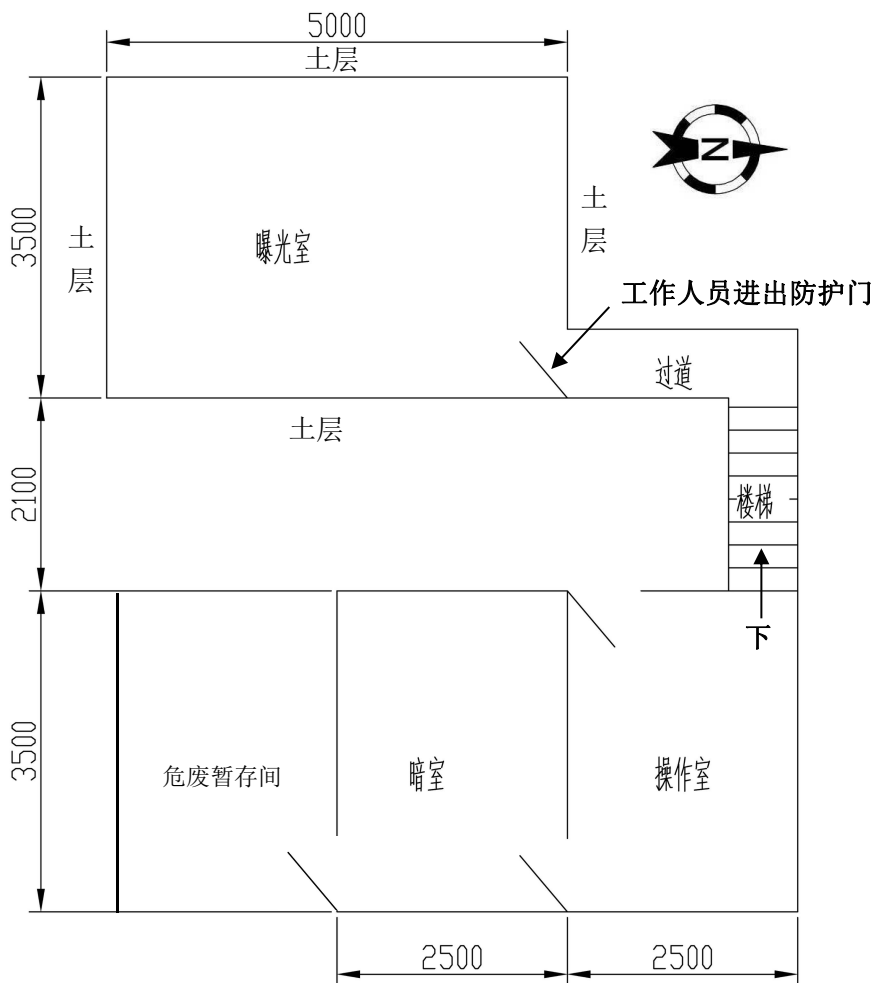 5000
土层
3500
土
层
曝光室
土
层
N
工作人员进出防护门
过道
2100
土层
楼梯
下
3500
危废暂存间
暗室
操作室
2500
2500